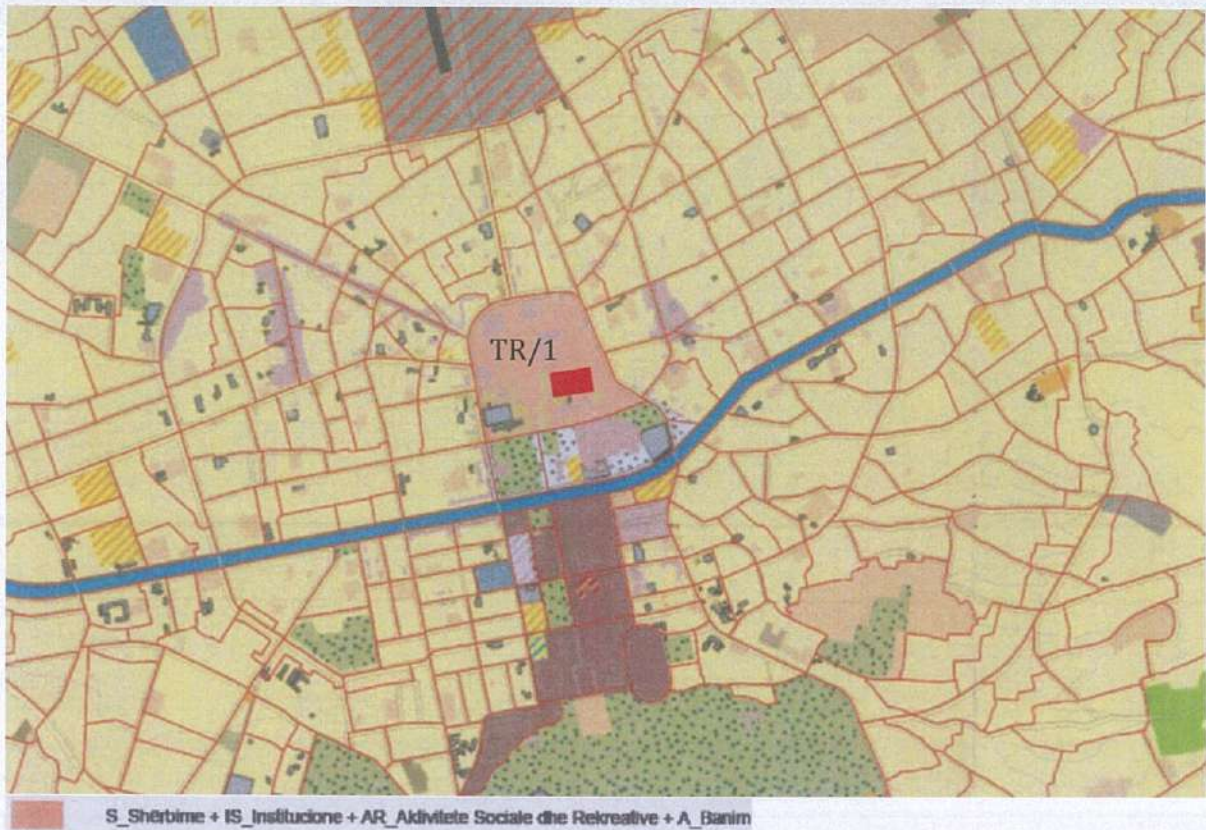 TR/1
S_Shërbime + IS_Institucione + AR_Aktivitete Sociale dhe Rekreative + A_Banim